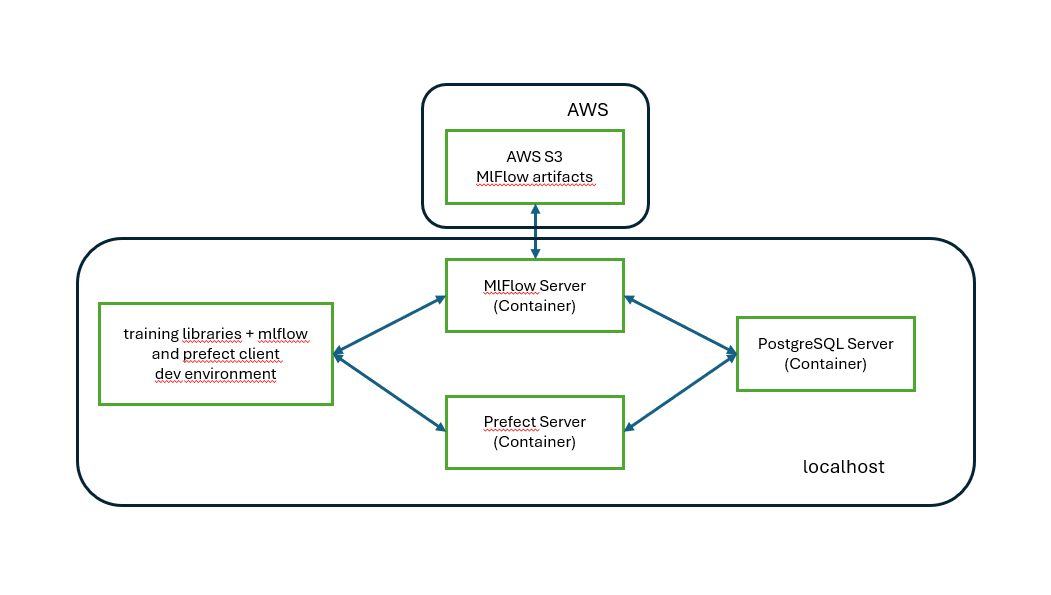 AWS
AWS S3
MlFlow artifacts
MlFlow Server
(Container)
training libraries + mlflow
and prefect client
dev environment
PostgreSQL Server
(Container)
Prefect Server
(Container)
localhost